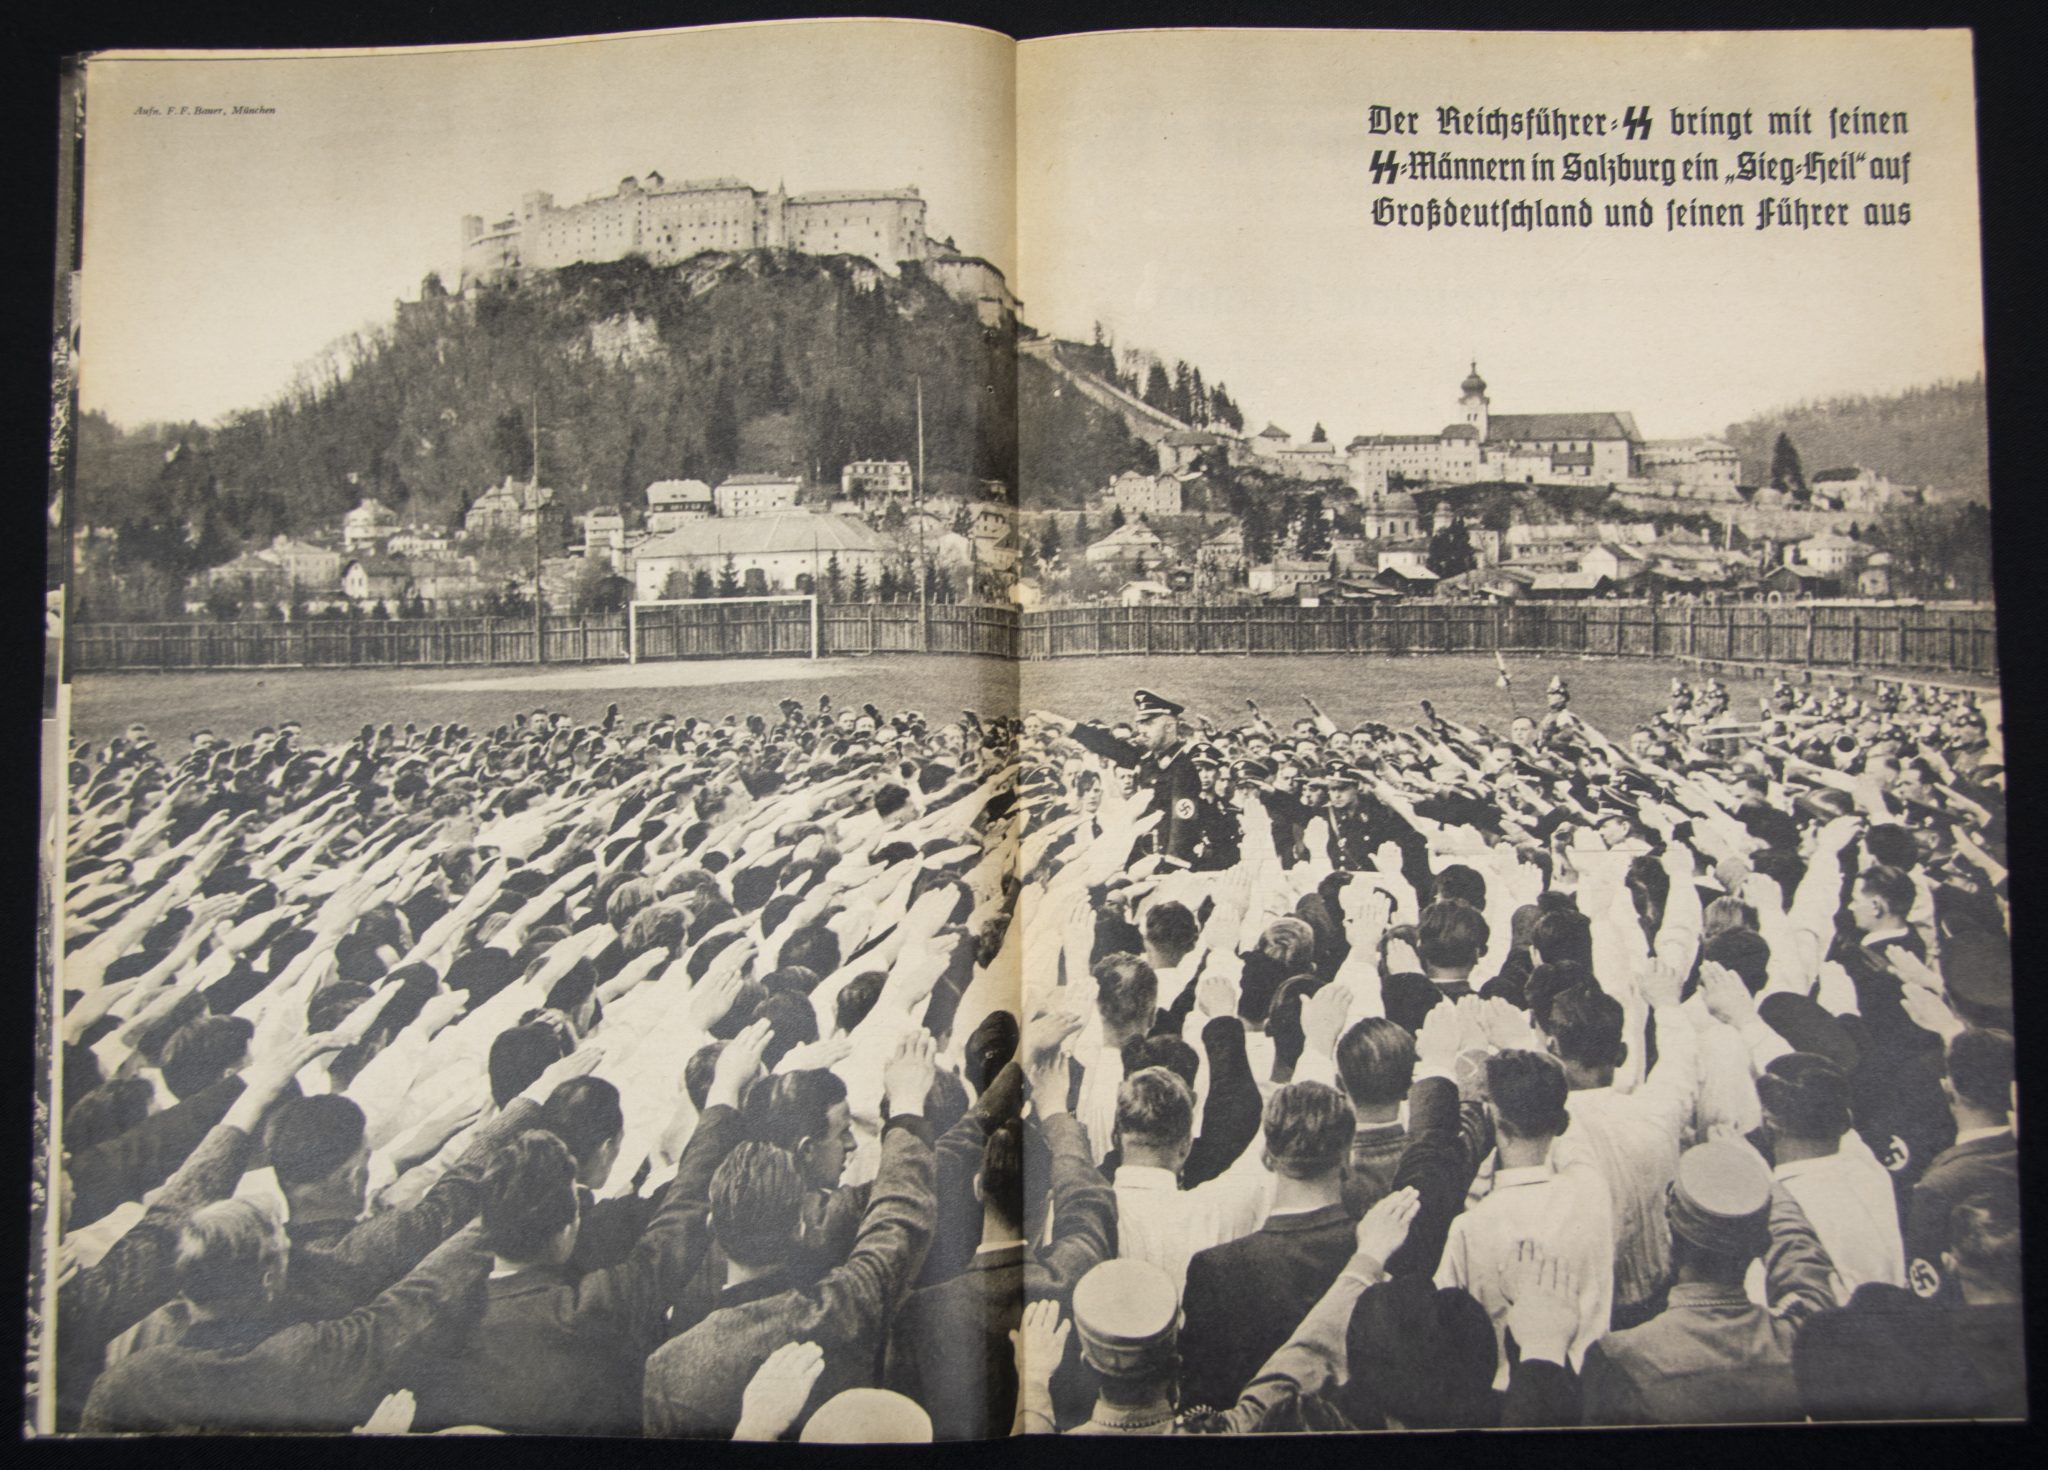 Aufn. F. F. Bauer, München
Der Reichsführer-SS bringt mit seinen
SS-Männern in Salzburg ein „Sieg-Heil“ auf
Großdeutschland und seinen Führer aus